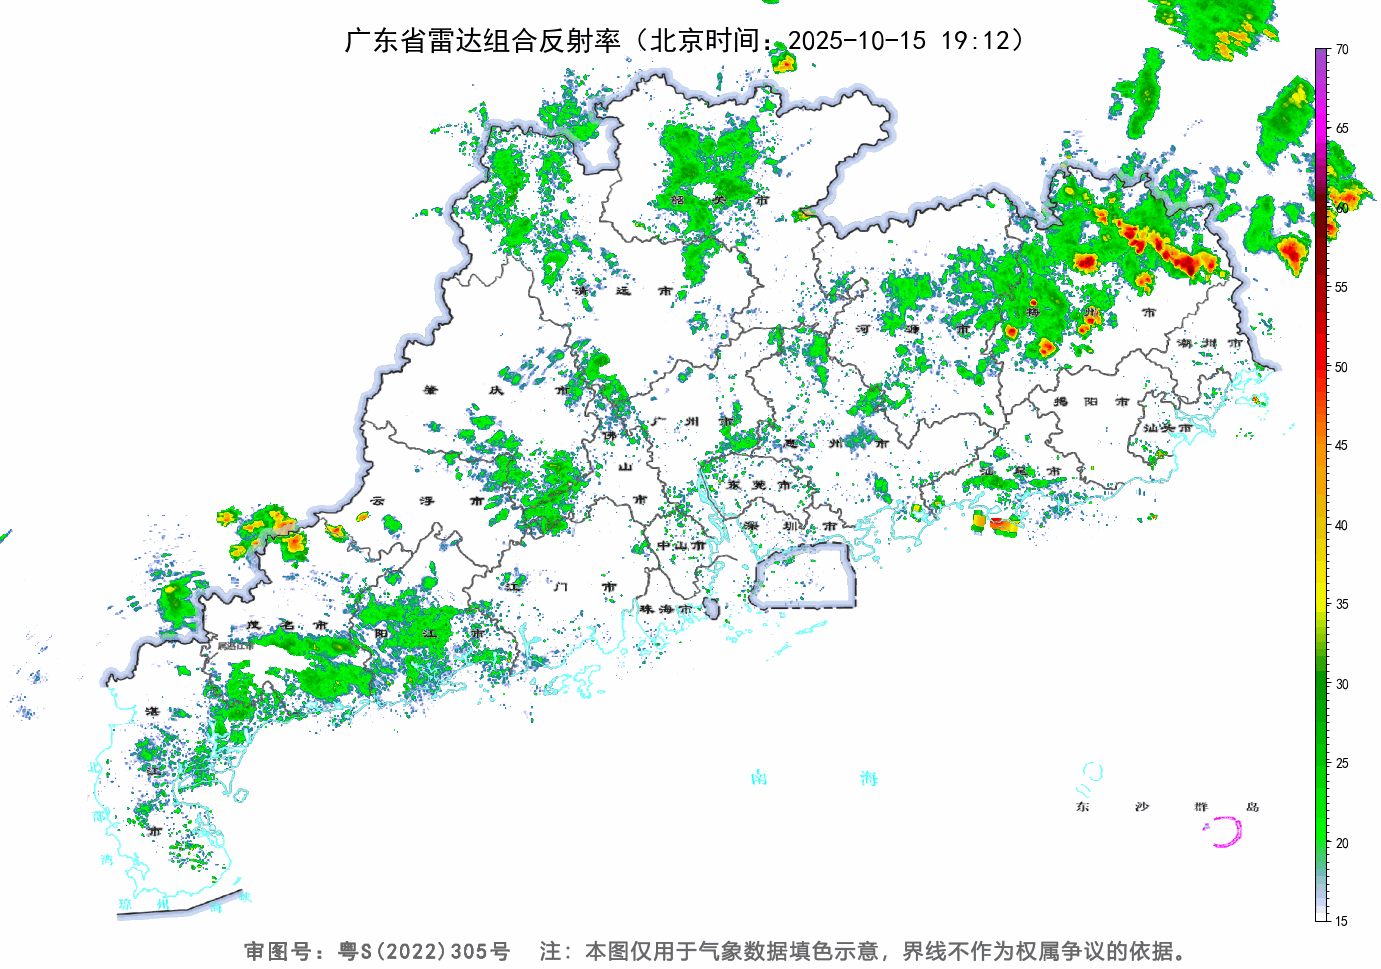 广东省雷达组合反射率（北京时间：2025-10-15 19:12）
70
65
60
55
50
45
40
35
30
25
20
15
韶 关 市
清 远 市
河 源 市
梅 州 市
潮 州 市
肇 庆 市
广 州 市
惠 州 市
揭 阳 市
汕 头 市
佛 山 市
云 浮 市
东 莞 市
汕 尾 市
深 圳 市
中 山 市
江 门 市
珠 海 市
茂 名 市
阳 江 市
属湛江市
湛 江 市
北 部 湾
南 海
东 沙 群 岛
琼 州 海 峡
审图号：粤S(2022)305号 注：本图仅用于气象数据填色示意，界线不作为权属争议的依据。